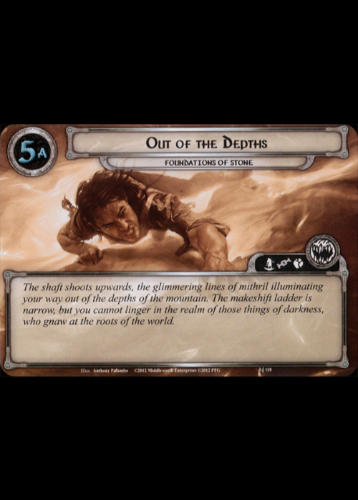 5A
Out of the Depths
Foundations of Stone
The shaft shoots upwards, the glimmering lines of mithril illuminating
your way out of the depths of the mountain. The makeshift ladder is
narrow, but you cannot linger in the realm of those things of darkness,
who gnaw at the roots of the world.
Illus. Anthony Palumbo ©2012 Middle-earth Enterprises ©2012 FFG